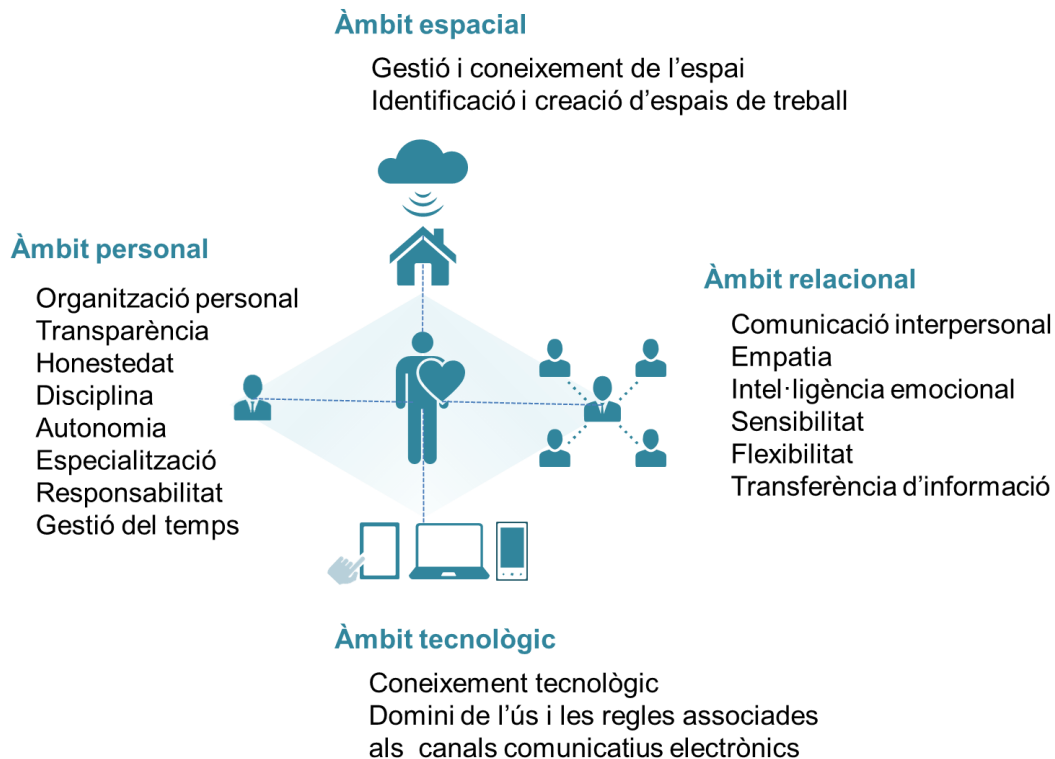 Àmbit espacial
Gestió i coneixement de l’espai
Identificació i creació d’espais de treball
Àmbit personal
Organització personal
Transparència
Honestedat
Disciplina
Autonomia
Especialització
Responsabilitat
Gestió del temps
Àmbit relacional
Comunicació interpersonal
Empatia
Intel·ligència emocional
Sensibilitat
Flexibilitat
Transferència d’informació
Àmbit tecnològic
Coneixement tecnològic
Domini de l’ús i les regles associades
als  canals comunicatius electrònics